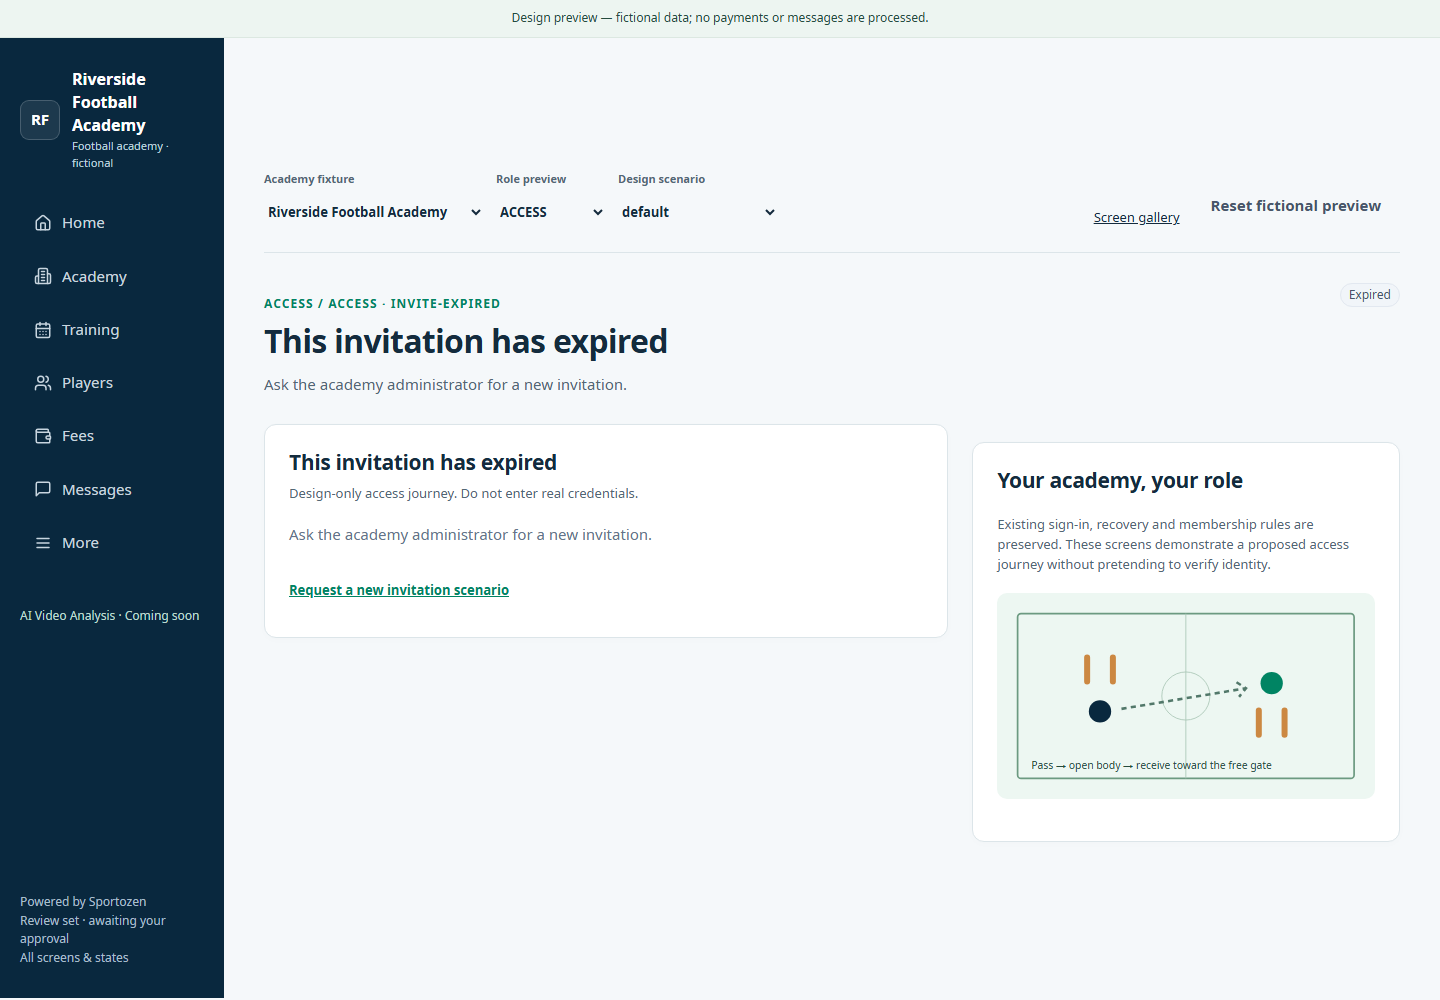 Design preview — fictional data; no payments or messages are processed.
RF
Riverside
Football
Academy
Football academy ·
fictional
Home
Academy
Training
Players
Fees
Messages
More
AI Video Analysis · Coming soon
Powered by Sportozen
Review set · awaiting your
approval
All screens & states
Academy fixture
Riverside Football Academy
Role preview
ACCESS
Design scenario
default
Screen gallery
Reset fictional preview
ACCESS / ACCESS · INVITE-EXPIRED
Expired
This invitation has expired
Ask the academy administrator for a new invitation.
This invitation has expired
Design-only access journey. Do not enter real credentials.
Ask the academy administrator for a new invitation.
Request a new invitation scenario
Your academy, your role
Existing sign-in, recovery and membership rules are
preserved. These screens demonstrate a proposed access
journey without pretending to verify identity.
Pass → open body → receive toward the free gate